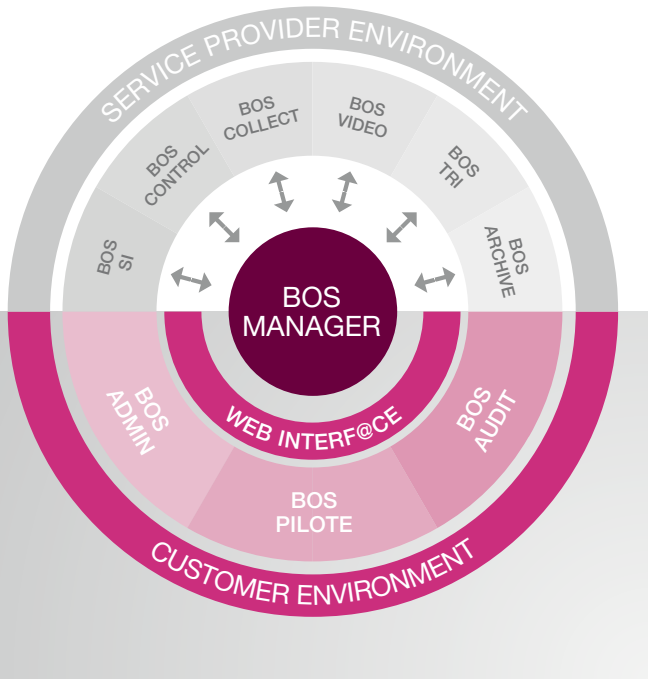 SERVICE PROVIDER ENVIRONMENT
BOS
SI
BOS
CONTROL
BOS
COLLECT
BOS
VIDEO
BOS
TRI
BOS
ARCHIVE
BOS
MANAGER
WEB INTERF@CE
BOS
ADMIN
BOS
PILOTE
BOS
AUDIT
CUSTOMER ENVIRONMENT